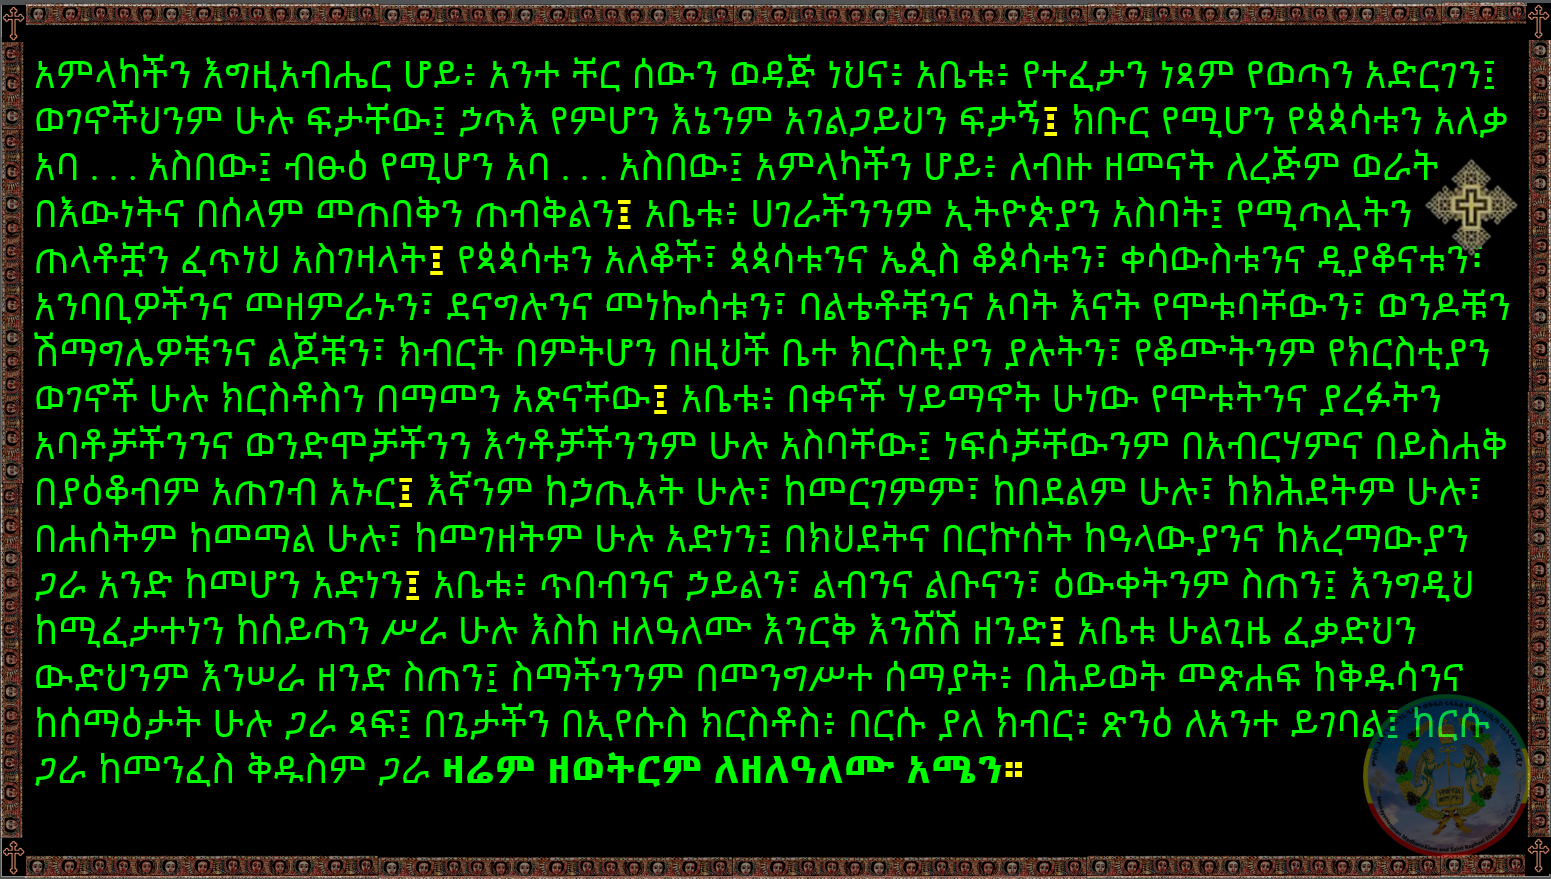 አምላካችን እግዚአብሔር ሆይ፥ አንተ ቸር ሰውን ወዳጅ ነህና፥ አቤቱ፥ የተፈታን ነጻም የወጣን አድርገን፤
ወገኖችህንም ሁሉ ፍታቸው፤ ኃጥእ የምሆን እኔንም አገልጋይህን ፍታኝ፤ ክቡር የሚሆን የጳጳሳቱን አለቃ
አባ . . . አስበው፤ ብፁዕ የሚሆን አባ . . . አስበው፤ አምላካችን ሆይ፥ ለብዙ ዘመናት ለረጅም ወራት
በእውነትና በሰላም መጠበቅን ጠብቅልን፤ አቤቱ፥ ሀገራችንንም ኢትዮጵያን አስባት፤ የሚጣሏትን
ጠላቶቿን ፈጥነህ አስገዛላት፤ የጳጳሳቱን አለቆች፣ ጳጳሳቱንና ኤጲስ ቆጶሳቱን፣ ቀሳውስቱንና ዲያቆናቱን፣
አንባቢዎችንና መዘምራኑን፣ ደናግሉንና መነኰሳቱን፣ ባልቴቶቹንና አባት እናት የሞቱባቸውን፣ ወንዶቹን
ሽማግሌዎቹንና ልጆቹን፣ ክብርት በምትሆን በዚህች ቤተ ክርስቲያን ያሉትን፣ የቆሙትንም የክርስቲያን
ወገኖች ሁሉ ክርስቶስን በማመን አጽናቸው፤ አቤቱ፥ በቀናች ሃይማኖት ሁነው የሞቱትንና ያረፉትን
አባቶቻችንንና ወንድሞቻችንን እኅቶቻችንንም ሁሉ አስባቸው፤ ነፍሶቻቸውንም በአብርሃምና በይስሐቅ
በያዕቆብም አጠገብ አኑር፤ እኛንም ከኃጢአት ሁሉ፣ ከመርገምም፣ ከበደልም ሁሉ፣ ከክሕደትም ሁሉ፣
በሐሰትም ከመማል ሁሉ፣ ከመገዘትም ሁሉ አድነን፤ በክህደትና በርኵሰት ከዓላውያንና ከአረማውያን
ጋራ አንድ ከመሆን አድነን፤ አቤቱ፥ ጥበብንና ኃይልን፣ ልብንና ልቡናን፣ ዕውቀትንም ስጠን፤ እንግዲህ
ከሚፈታተነን ከሰይጣን ሥራ ሁሉ እስከ ዘለዓለሙ እንርቅ እንሸሽ ዘንድ፤ አቤቱ ሁልጊዜ ፈቃድህን
ውድህንም እንሠራ ዘንድ ስጠን፤ ስማችንንም በመንግሥተ ሰማያት፥ በሕይወት መጽሐፍ ከቅዱሳንና
ከሰማዕታት ሁሉ ጋራ ጻፍ፤ በጌታችን በኢየሱስ ክርስቶስ፥ በርሱ ያለ ክብር፥ ጽንዕ ለአንተ ይገባል፤ ከርሱ
ጋራ ከመንፈስ ቅዱስም ጋራ ዛሬም ዘወትርም ለዘለዓለሙ አሜን።